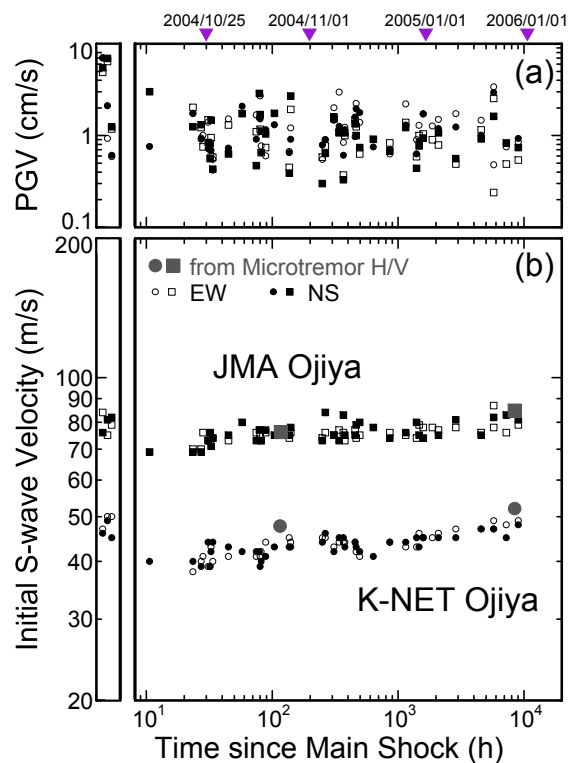 2004/10/25 2004/11/01 2005/01/01 2006/01/01
10
1
0.1
PGV (cm/s)
(a)
200
100
90
80
70
60
50
40
30
20
Initial S-wave Velocity (m/s)
(b)
from Microtremor H/V
EW NS
JMA Ojiya
K-NET Ojiya
10¹ 10² 10³ 10⁴
Time since Main Shock (h)